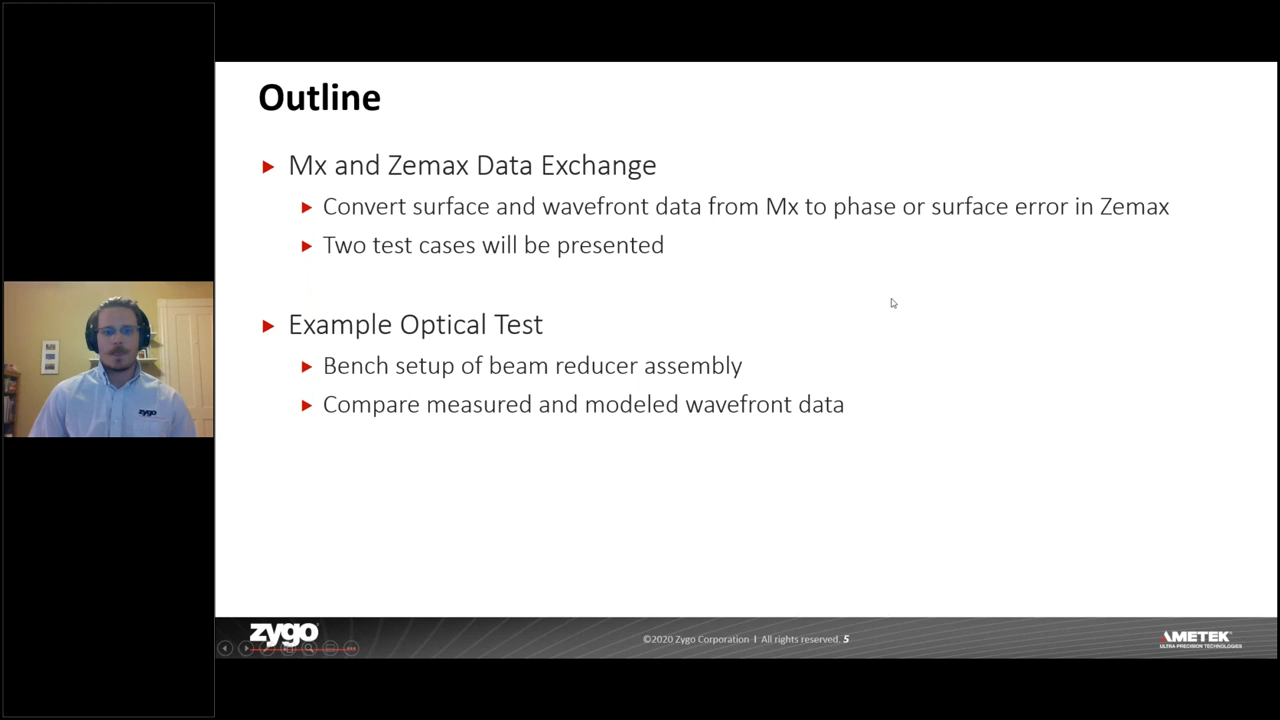 Outline
Mx and Zemax Data Exchange
Convert surface and wavefront data from Mx to phase or surface error in Zemax
Two test cases will be presented
Example Optical Test
Bench setup of beam reducer assembly
Compare measured and modeled wavefront data
zygo
zygo
©2020 Zygo Corporation | All rights reserved. 5
AMETEK
ULTRA PRECISION TECHNOLOGIES